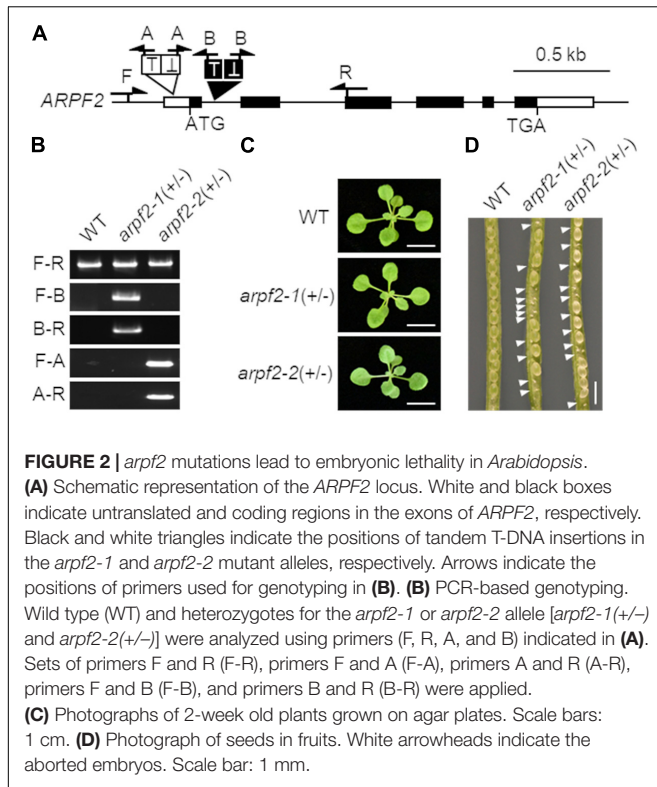 A
A A B B
F
T T T T
R
0.5 kb
ARPF2
ATG
TGA
B
WT
arpf2-1(+/-)
arpf2-2(+/-)
F-R
F-B
B-R
F-A
A-R
C
WT
arpf2-1(+/-)
arpf2-2(+/-)
D
WT
arpf2-1(+/-)
arpf2-2(+/-)
FIGURE 2 | arpf2 mutations lead to embryonic lethality in Arabidopsis.
(A) Schematic representation of the ARPF2 locus. White and black boxes
indicate untranslated and coding regions in the exons of ARPF2, respectively.
Black and white triangles indicate the positions of tandem T-DNA insertions in
the arpf2-1 and arpf2-2 mutant alleles, respectively. Arrows indicate the
positions of primers used for genotyping in (B). (B) PCR-based genotyping.
Wild type (WT) and heterozygotes for the arpf2-1 or arpf2-2 allele [arpf2-1(+/–)
and arpf2-2(+/–)] were analyzed using primers (F, R, A, and B) indicated in (A).
Sets of primers F and R (F-R), primers F and A (F-A), primers A and R (A-R),
primers F and B (F-B), and primers B and R (B-R) were applied.
(C) Photographs of 2-week old plants grown on agar plates. Scale bars:
1 cm. (D) Photograph of seeds in fruits. White arrowheads indicate the
aborted embryos. Scale bar: 1 mm.